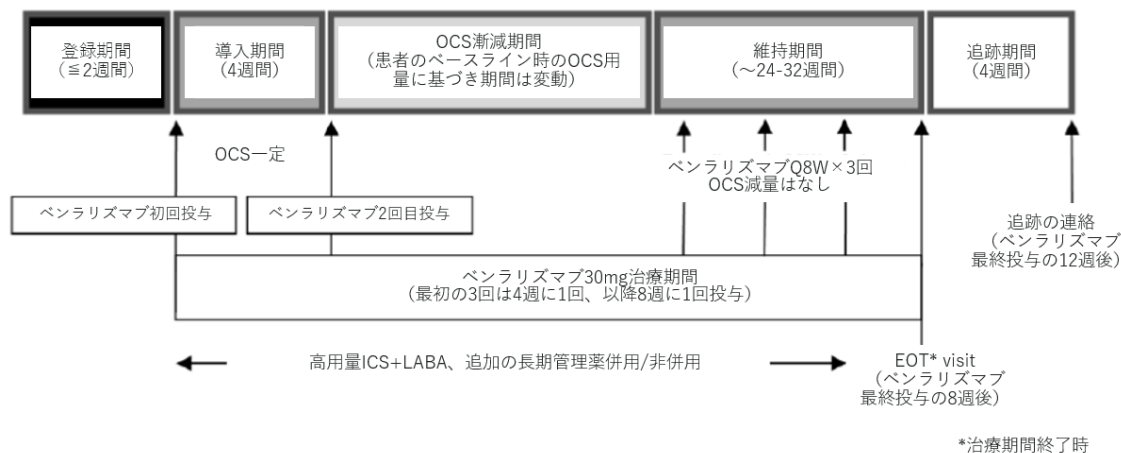 登録期間
(≦2週間)
導入期間
(4週間)
OCS漸減期間
(患者のベースライン時のOCS用
量に基づき期間は変動)
維持期間
(～24-32週間)
追跡期間
(4週間)
OCS一定
ベンラリズマブQ8W×3回
OCS減量はなし
ベンラリズマブ初回投与
ベンラリズマブ2回目投与
追跡の連絡
(ベンラリズマブ
最終投与の12週後)
ベンラリズマブ30mg治療期間
(最初の3回は4週に1回、以降8週に1回投与)
高用量ICS+LABA、追加の長期管理薬併用/非併用
EOT* visit
(ベンラリズマブ
最終投与の8週後)
*治療期間終了時